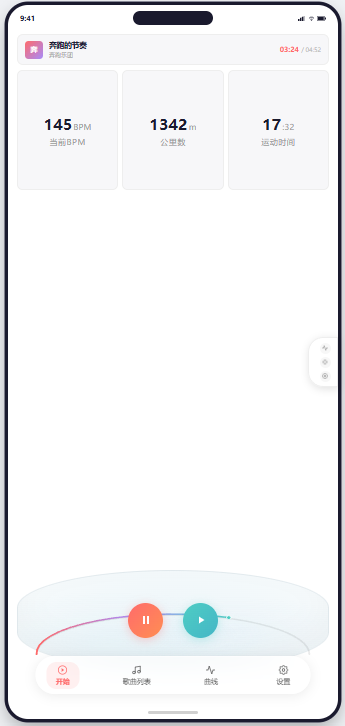 9:41
奔
奔跑的节奏
奔跑乐团
03:24 / 04:52
145 BPM
当前BPM
1342 m
公里数
17 :32
运动时间
开始
歌曲列表
曲线
设置